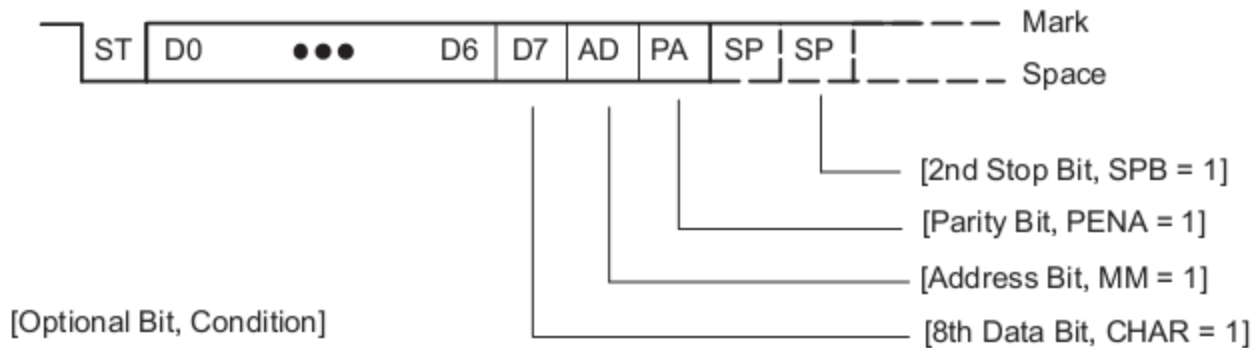 Mark
ST D0 ●●● D6 D7 AD PA SP SP
Space
[2nd Stop Bit, SPB = 1]
[Parity Bit, PENA = 1]
[Address Bit, MM = 1]
[Optional Bit, Condition]
[8th Data Bit, CHAR = 1]